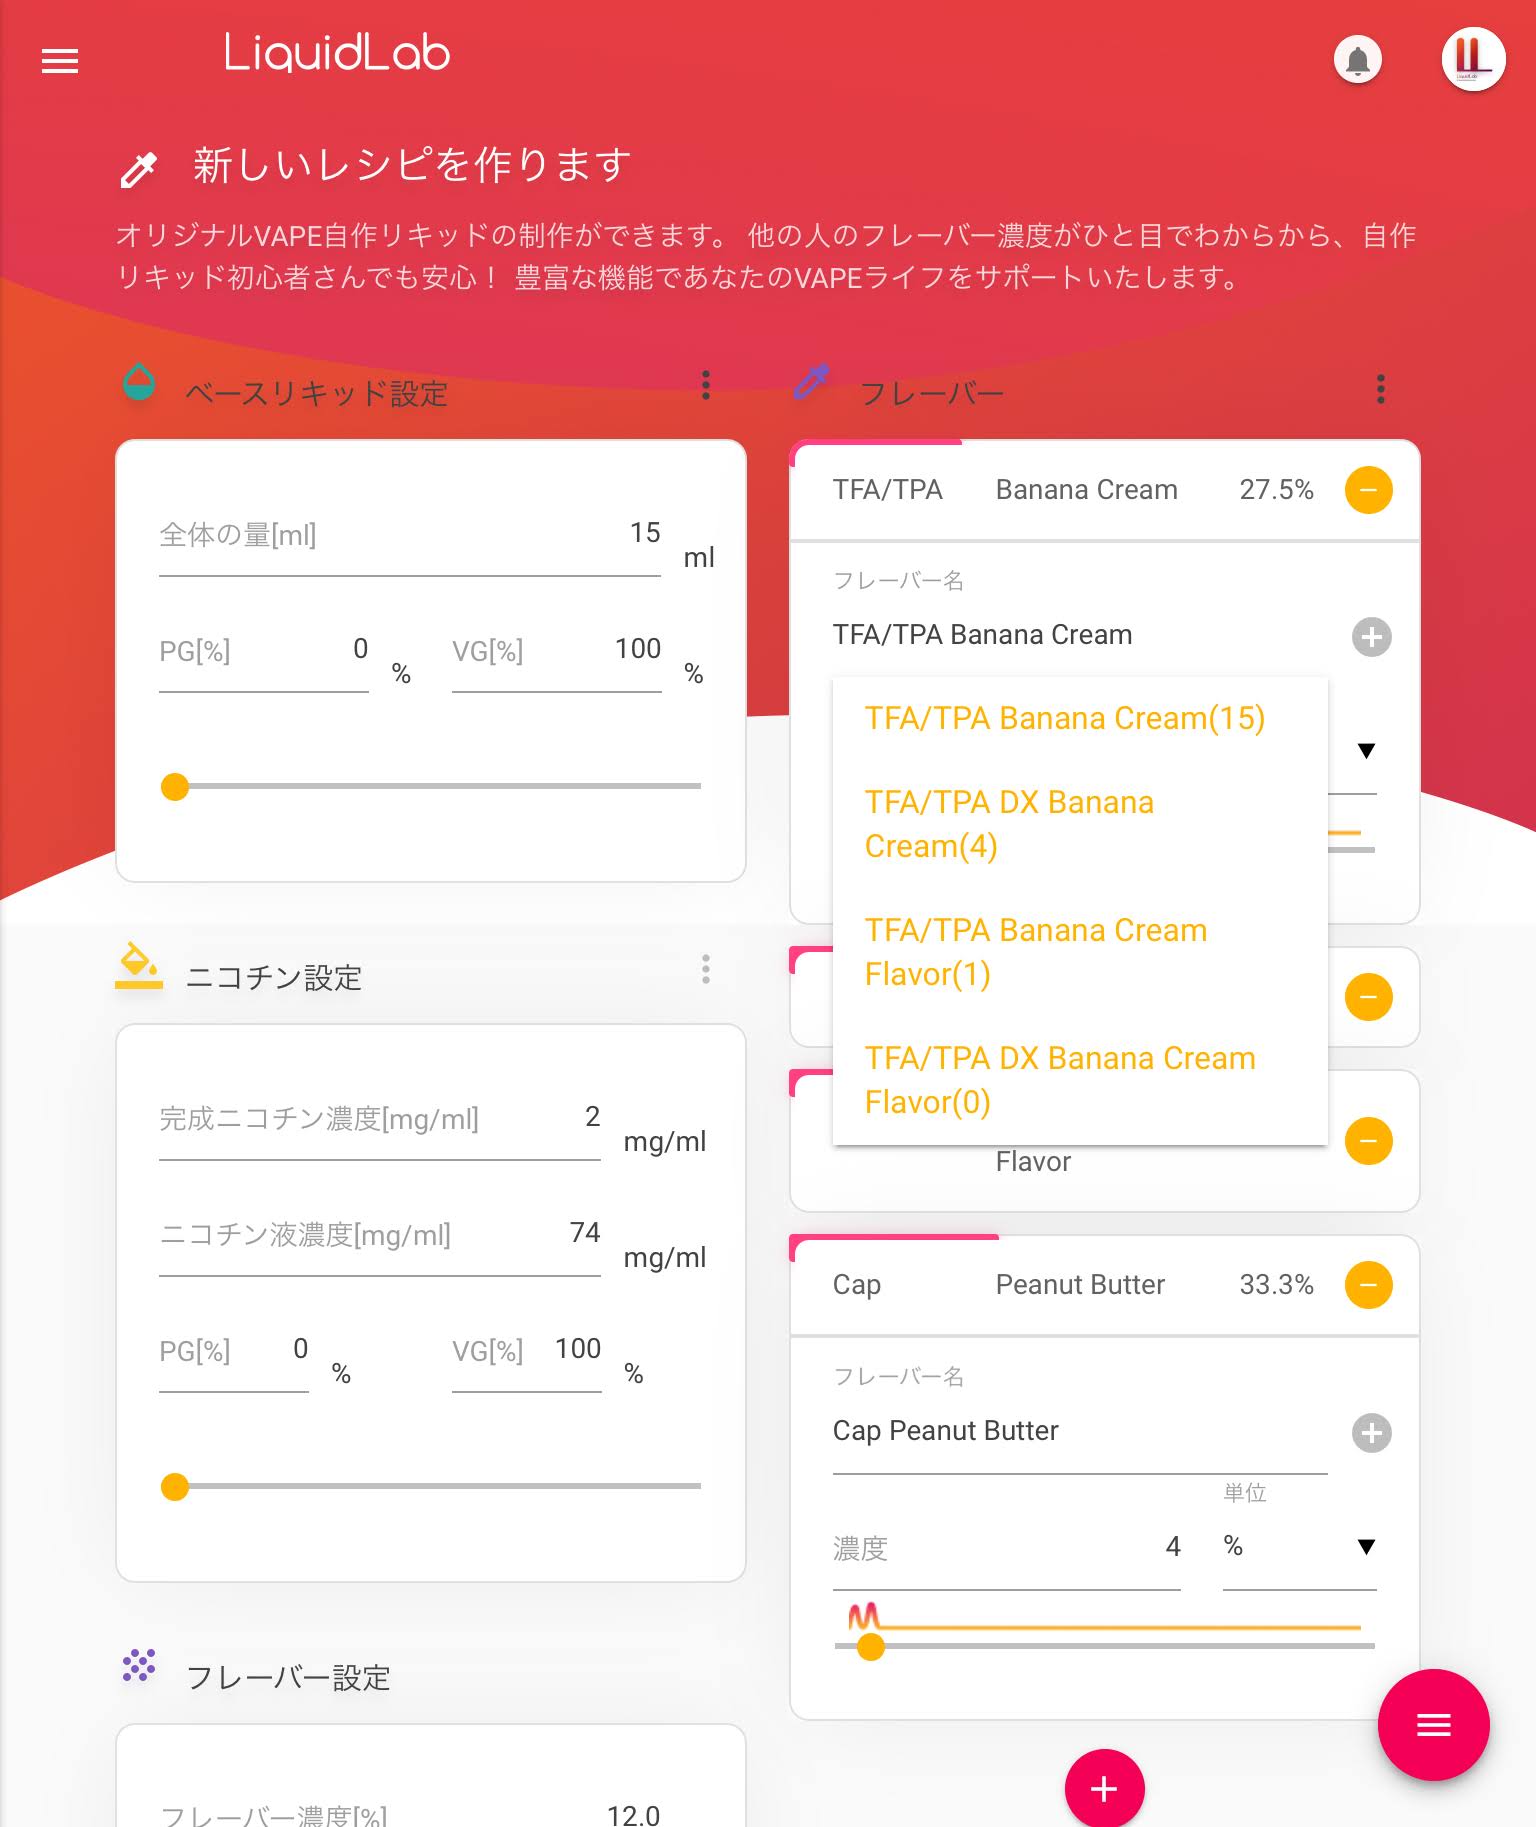 LiquidLab
新しいレシピを作ります
オリジナルVAPE自作リキッドの制作ができます。 他の人のフレーバー濃度がひと目でわからから、自作
リキッド初心者さんでも安心！ 豊富な機能であなたのVAPEライフをサポートいたします。
ベースリキッド設定
全体の量[ml] 15 ml
PG[%] 0 % VG[%] 100 %
ニコチン設定
完成ニコチン濃度[mg/ml] 2 mg/ml
ニコチン液濃度[mg/ml] 74 mg/ml
PG[%] 0 % VG[%] 100 %
フレーバー設定
フレーバー濃度[%] 12.0
フレーバー
TFA/TPA Banana Cream 27.5%
フレーバー名
TFA/TPA Banana Cream
TFA/TPA Banana Cream(15)
TFA/TPA DX Banana
Cream(4)
TFA/TPA Banana Cream
Flavor(1)
TFA/TPA DX Banana Cream
Flavor(0)
Flavor
Cap Peanut Butter 33.3%
フレーバー名
Cap Peanut Butter
単位
濃度 4 %